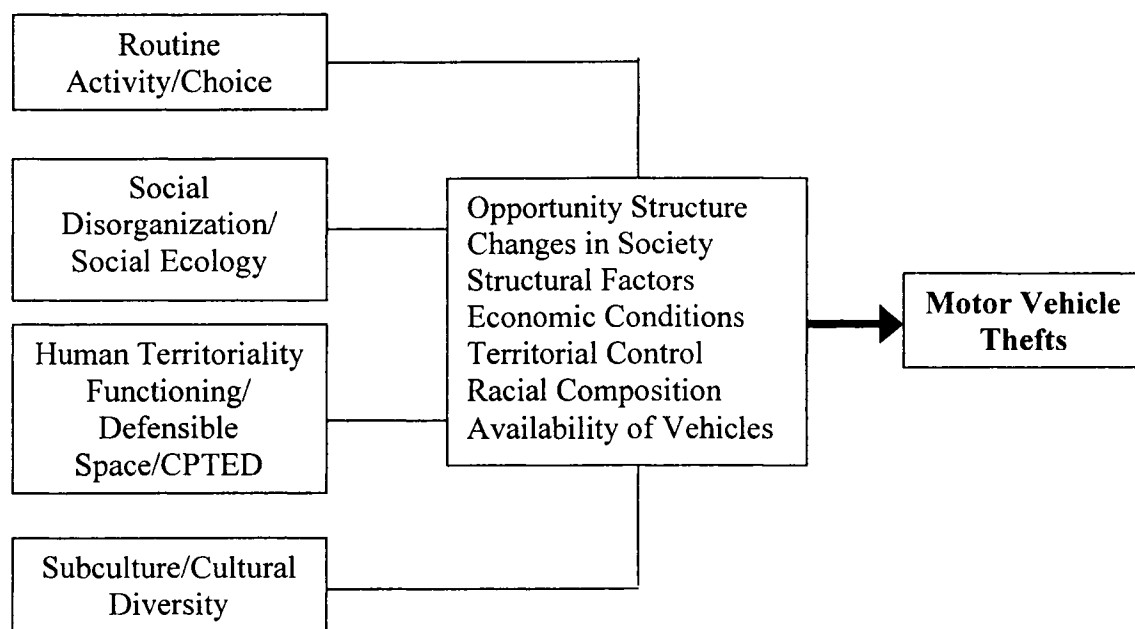 Routine
Activity/Choice
Social
Disorganization/
Social Ecology
Human Territoriality
Functioning/
Defensible
Space/CPTED
Subculture/Cultural
Diversity
Opportunity Structure
Changes in Society
Structural Factors
Economic Conditions
Territorial Control
Racial Composition
Availability of Vehicles
Motor Vehicle
Thefts